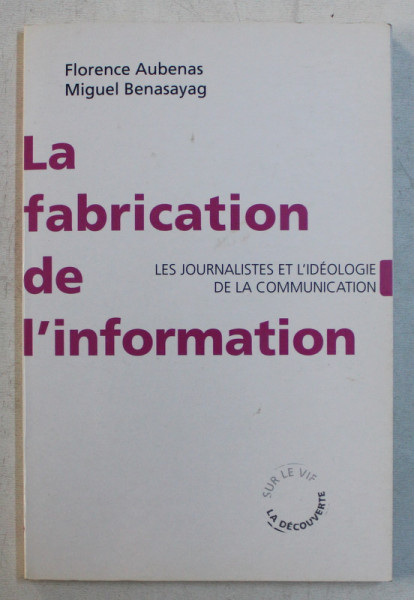 Florence Aubenas
Miguel Benasayag
La
fabrication
de
LES JOURNALISTES ET L'IDÉOLOGIE
DE LA COMMUNICATION
l'information
SUR LE VIF
LA DÉCOUVERTE